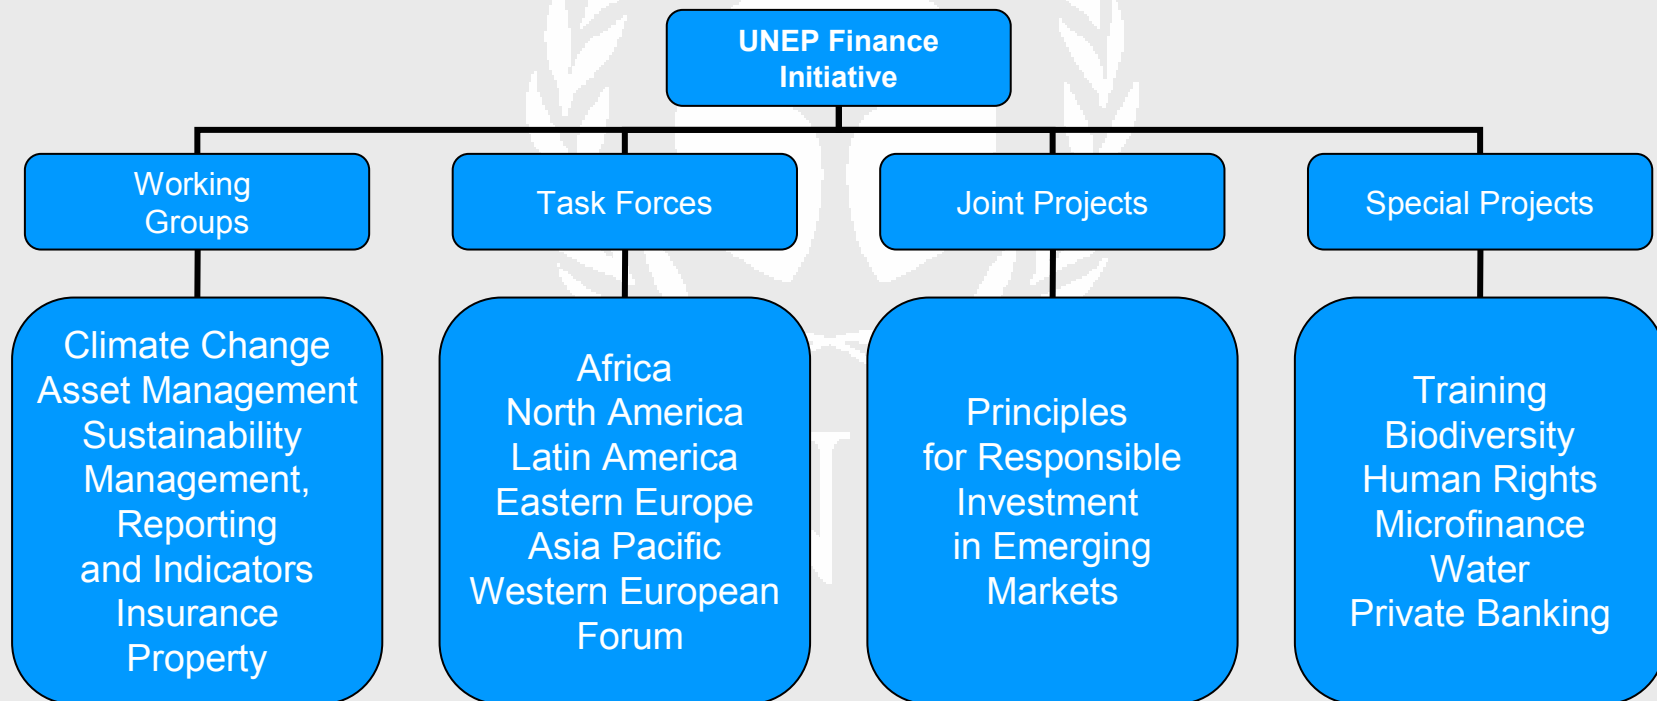 UNEP Finance
Initiative
Working
Groups
Task Forces
Joint Projects
Special Projects
Climate Change
Asset Management
Sustainability
Management,
Reporting
and Indicators
Insurance
Property
Africa
North America
Latin America
Eastern Europe
Asia Pacific
Western European
Forum
Principles
for Responsible
Investment
in Emerging
Markets
Training
Biodiversity
Human Rights
Microfinance
Water
Private Banking